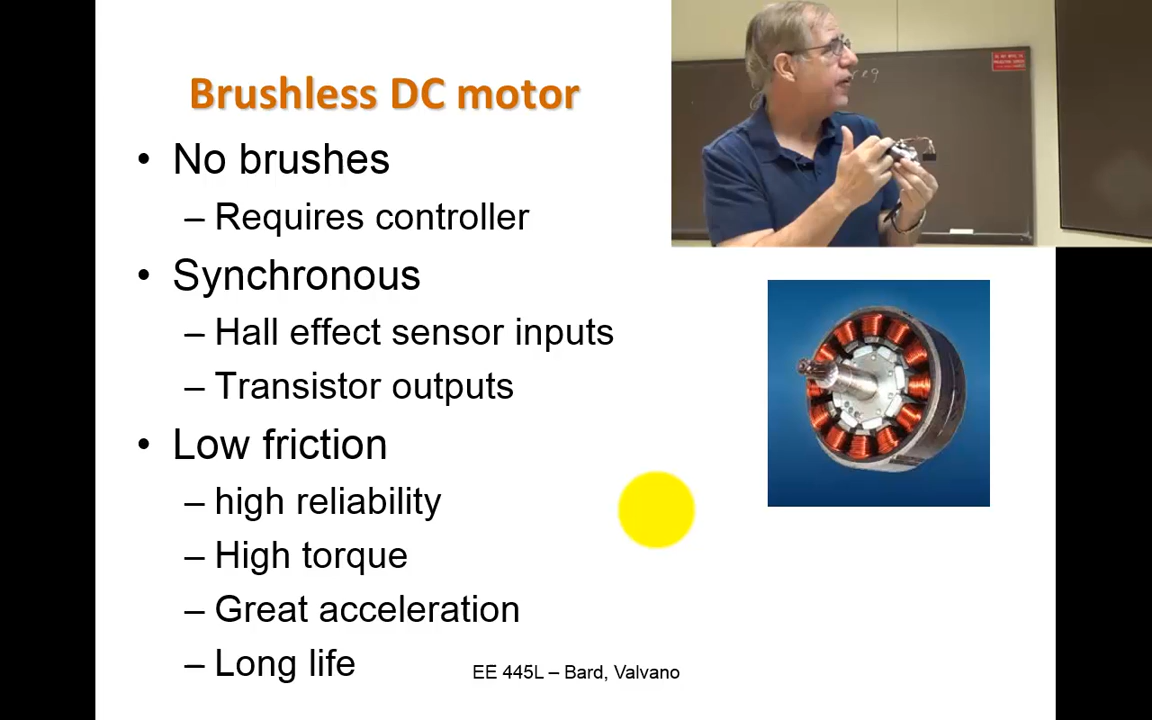 Brushless DC motor
• No brushes
– Requires controller
• Synchronous
– Hall effect sensor inputs
– Transistor outputs
• Low friction
– high reliability
– High torque
– Great acceleration
– Long life
EE 445L – Bard, Valvano